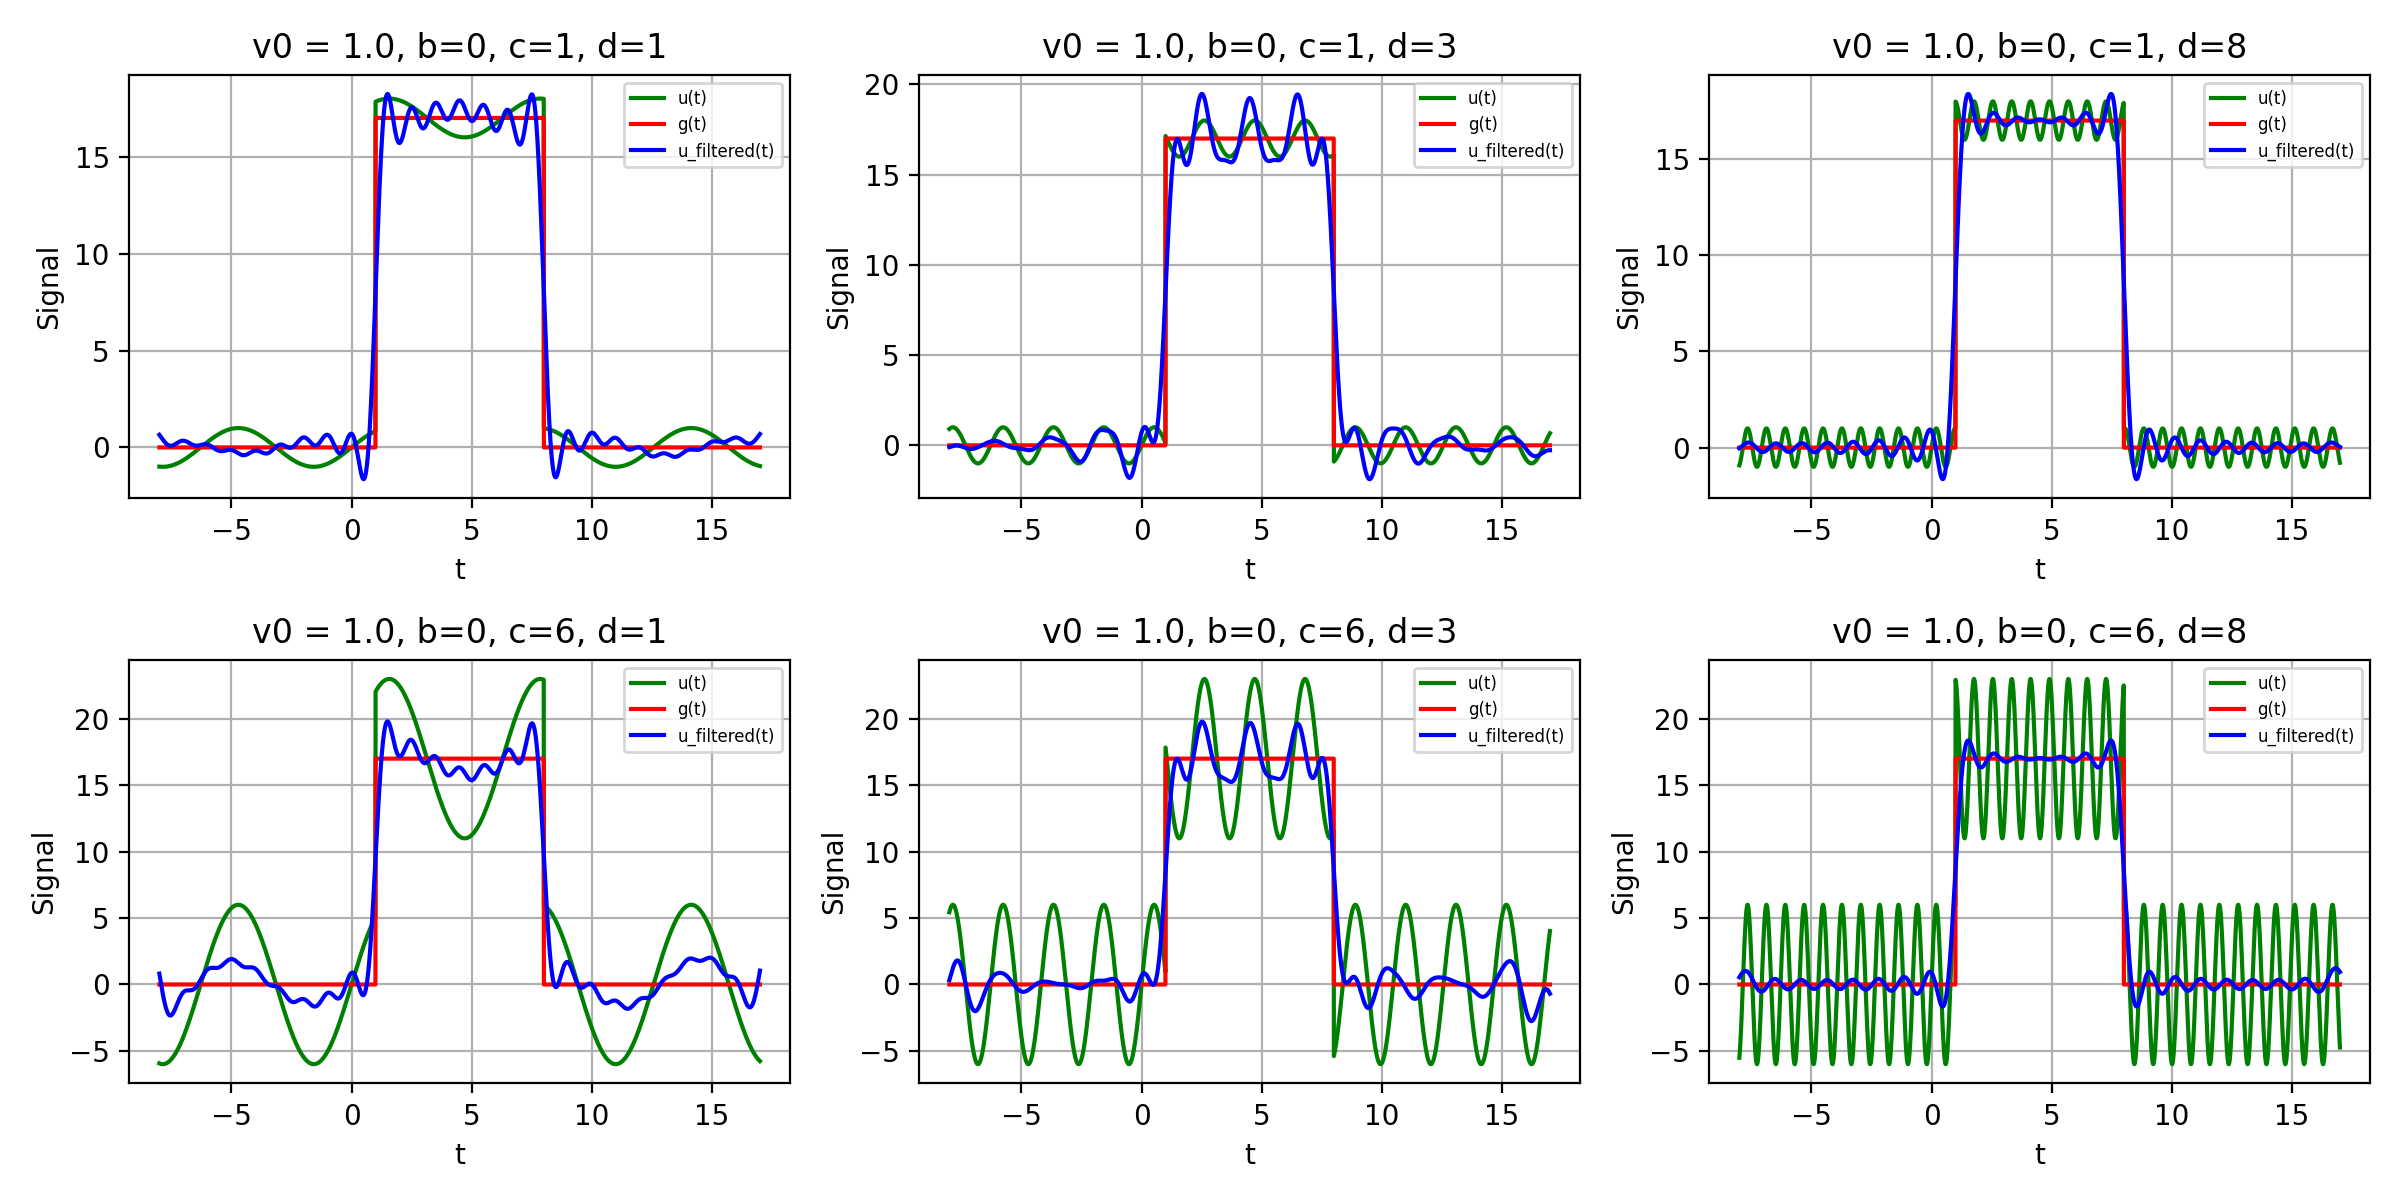 v0 = 1.0, b=0, c=1, d=1
20
15
10
5
0
Signal
u(t)
g(t)
u_filtered(t)
−5
0
5
10
15
t
v0 = 1.0, b=0, c=1, d=3
20
15
10
5
0
Signal
u(t)
g(t)
u_filtered(t)
−5
0
5
10
15
t
v0 = 1.0, b=0, c=1, d=8
15
10
5
0
Signal
u(t)
g(t)
u_filtered(t)
−5
0
5
10
15
t
v0 = 1.0, b=0, c=6, d=1
20
15
10
5
0
−5
Signal
u(t)
g(t)
u_filtered(t)
−5
0
5
10
15
t
v0 = 1.0, b=0, c=6, d=3
20
15
10
5
0
−5
Signal
u(t)
g(t)
u_filtered(t)
−5
0
5
10
15
t
v0 = 1.0, b=0, c=6, d=8
20
15
10
5
0
−5
Signal
u(t)
g(t)
u_filtered(t)
−5
0
5
10
15
t